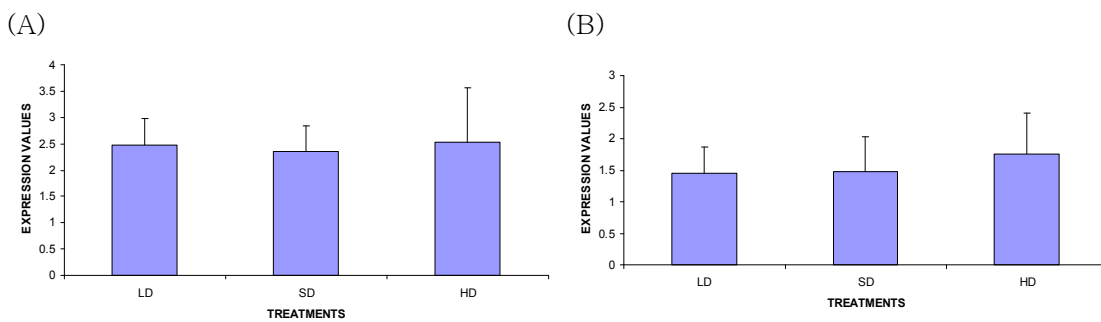 (A)
EXPRESSION VALUES
4
3.5
3
2.5
2
1.5
1
0.5
0
LD SD HD
TREATMENTS
(B)
EXPRESSION VALUES
3
2.5
2
1.5
1
0.5
0
LD SD HD
TREATMENTS